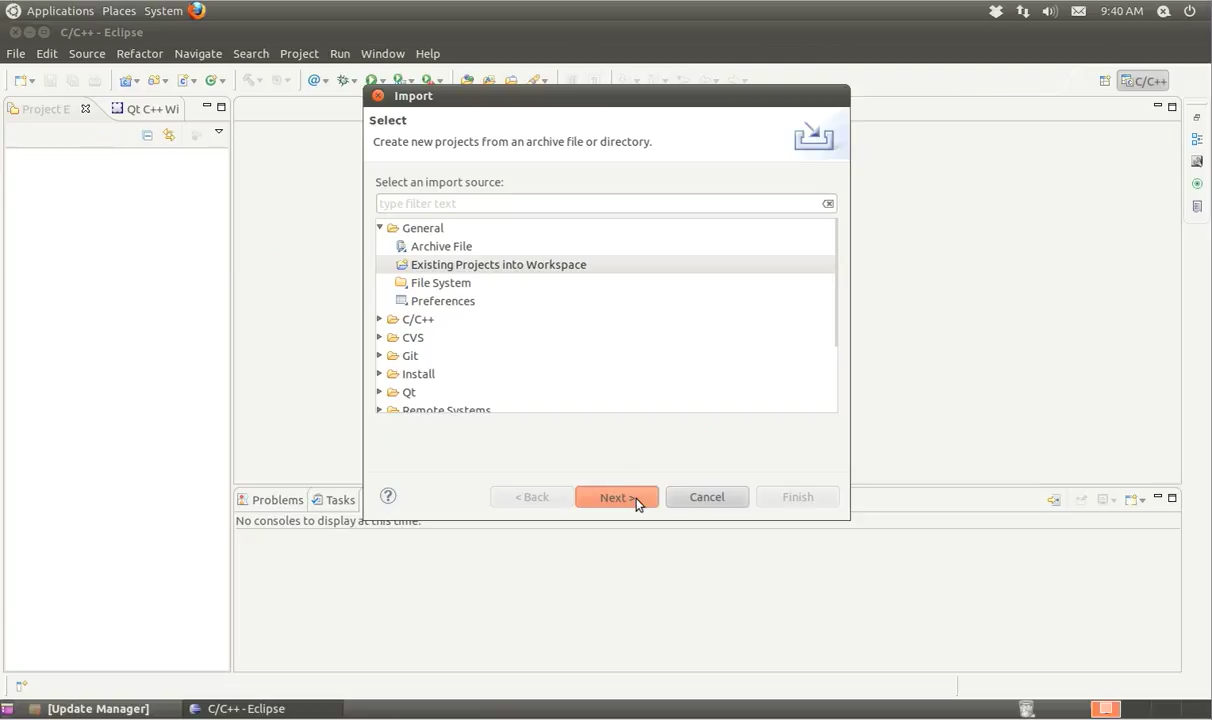 Applications Places System 9:40 AM
C/C++ - Eclipse
File Edit Source Refactor Navigate Search Project Run Window Help
C/C++
Project E Qt C++ Wi
Import
Select
Create new projects from an archive file or directory.
Select an import source:
type filter text
General
Archive File
Existing Projects into Workspace
File System
Preferences
C/C++
CVS
Git
Install
Qt
Remote Systems
< Back Next > Cancel Finish
Problems Tasks
No consoles to display at this time.
[Update Manager] C/C++ - Eclipse